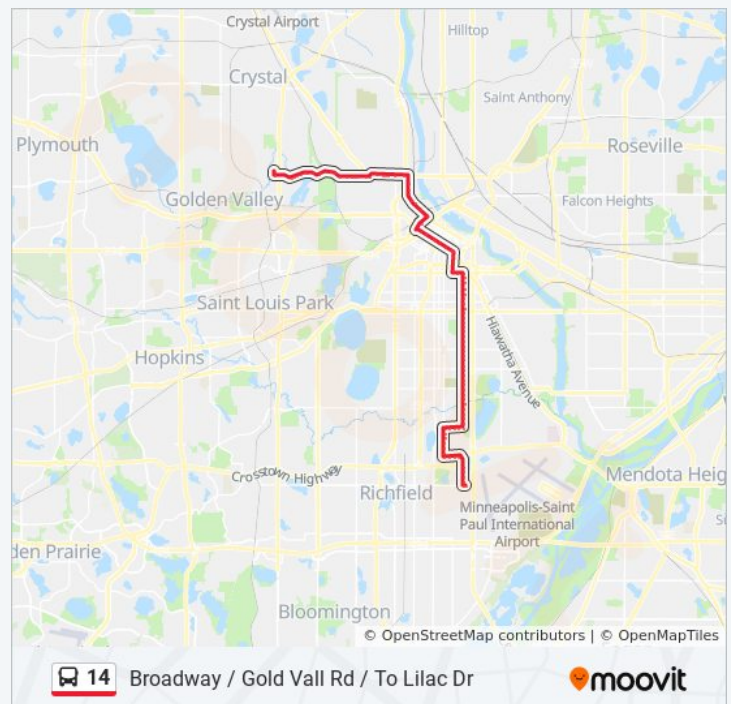 Crystal Airport
Hilltop
Crystal
Saint Anthony
Plymouth
Roseville
Golden Valley
Falcon Heights
Saint Louis Park
Hiawatha Avenue
Hopkins
Crosstown Highway
Mendota Heig
Richfield
Minneapolis-Saint
Paul International
Airport
den Prairie
Bloomington
© OpenStreetMap contributors | © OpenMapTiles
14 Broadway / Gold Vall Rd / To Lilac Dr
moovit